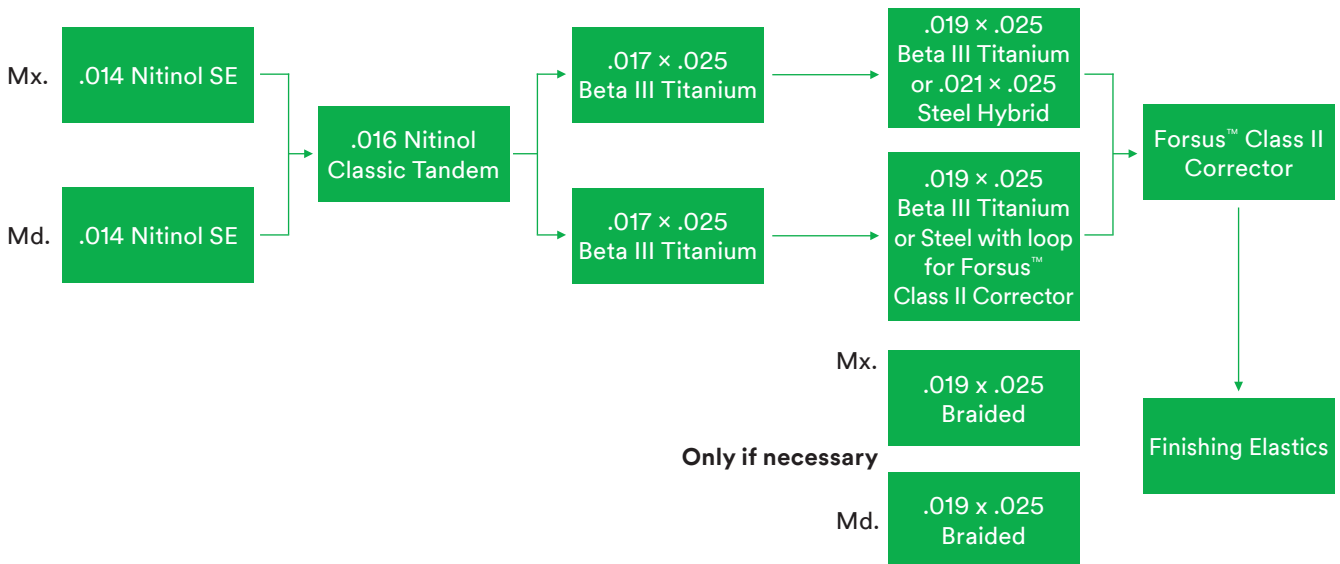 Mx.
.014 Nitinol SE
Md.
.014 Nitinol SE
.016 Nitinol
Classic Tandem
.017 × .025
Beta III Titanium
.017 × .025
Beta III Titanium
.019 × .025
Beta III Titanium
or .021 × .025
Steel Hybrid
.019 × .025
Beta III Titanium
or Steel with loop
for Forsus™
Class II Corrector
Forsus™ Class II
Corrector
Mx.
.019 x .025
Braided
Only if necessary
Md.
.019 x .025
Braided
Finishing Elastics